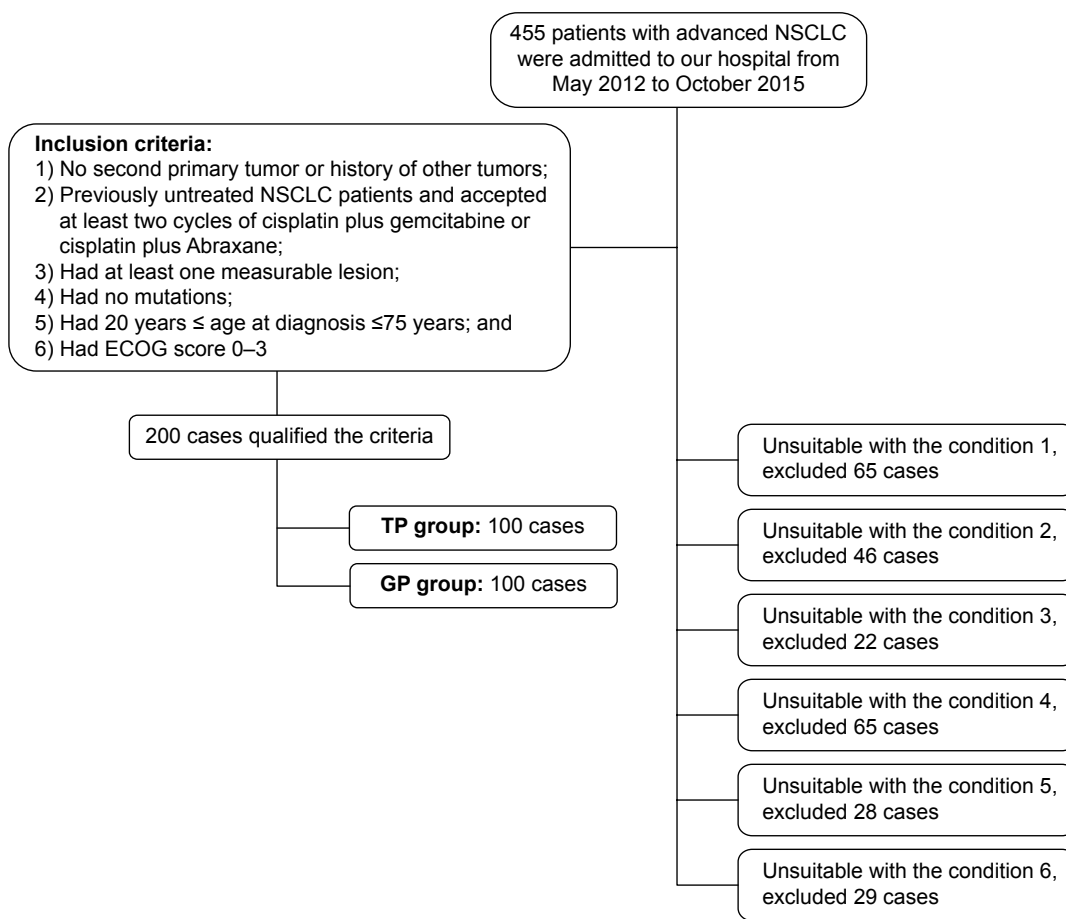 455 patients with advanced NSCLC
were admitted to our hospital from
May 2012 to October 2015
Inclusion criteria:
1) No second primary tumor or history of other tumors;
2) Previously untreated NSCLC patients and accepted
at least two cycles of cisplatin plus gemcitabine or
cisplatin plus Abraxane;
3) Had at least one measurable lesion;
4) Had no mutations;
5) Had 20 years ≤ age at diagnosis ≤75 years; and
6) Had ECOG score 0–3
200 cases qualified the criteria
TP group: 100 cases
GP group: 100 cases
Unsuitable with the condition 1,
excluded 65 cases
Unsuitable with the condition 2,
excluded 46 cases
Unsuitable with the condition 3,
excluded 22 cases
Unsuitable with the condition 4,
excluded 65 cases
Unsuitable with the condition 5,
excluded 28 cases
Unsuitable with the condition 6,
excluded 29 cases